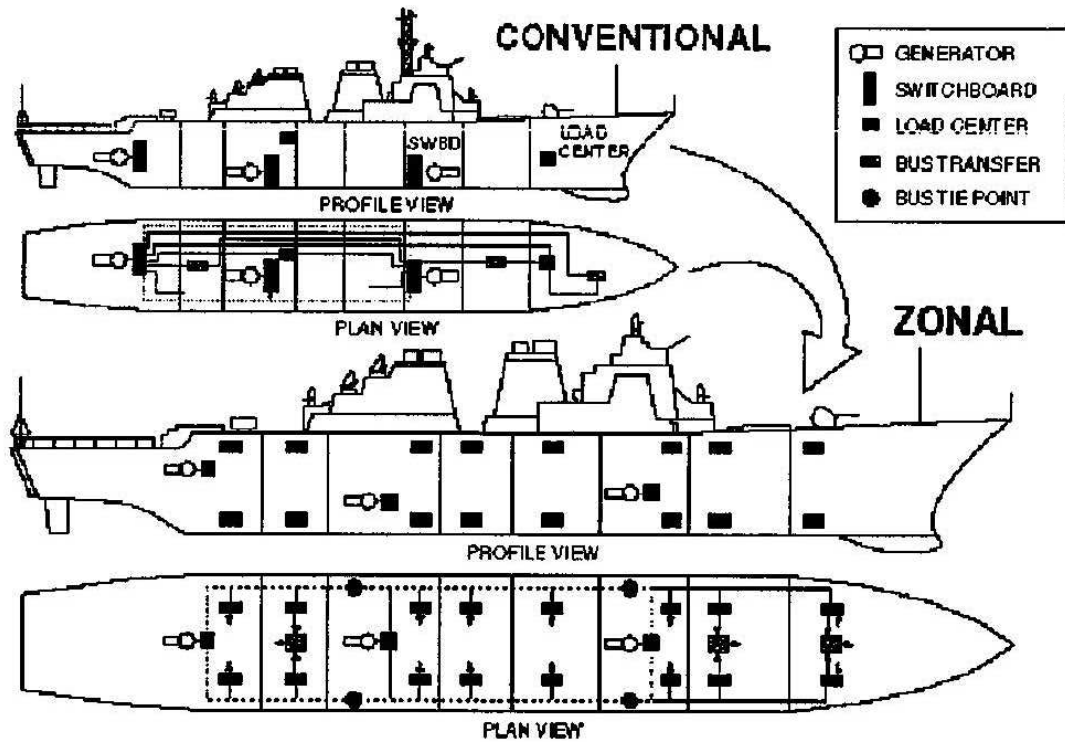 CONVENTIONAL
GENERATOR
SWITCHBOARD
LOAD CENTER
BUS TRANSFER
BUS TIE POINT
SWBD
LOAD
CENTER
PROFILE VIEW
PLAN VIEW
ZONAL
PROFILE VIEW
PLAN VIEW